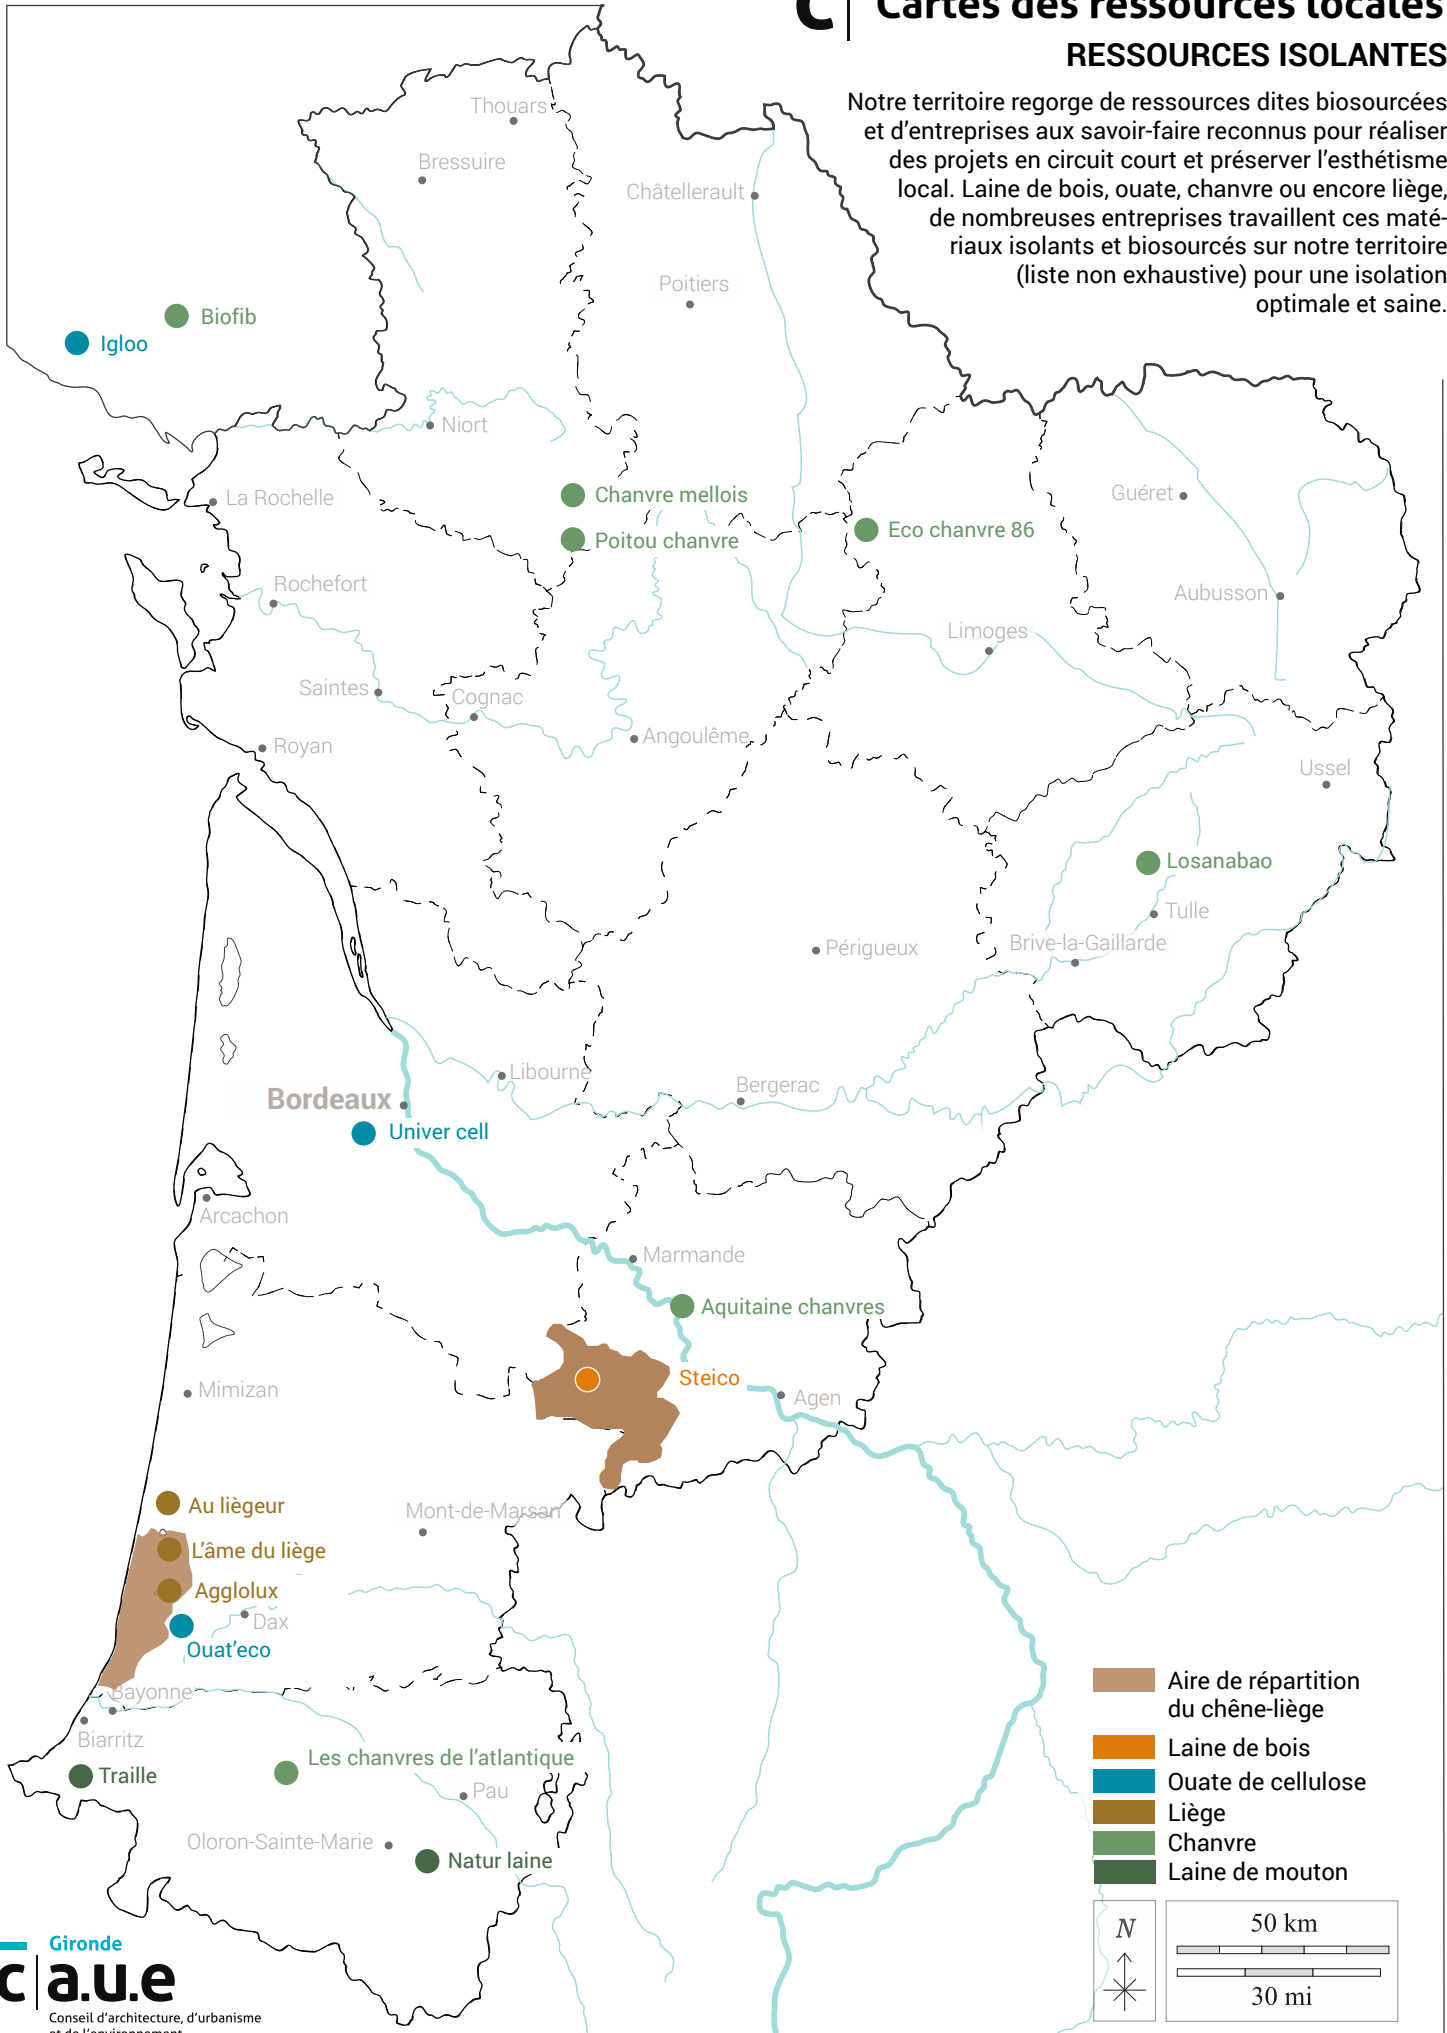 c| Cartes des ressources locales
RESSOURCES ISOLANTES
Notre territoire regorge de ressources dites biosourcées
et d’entreprises aux savoir-faire reconnus pour réaliser
des projets en circuit court et préserver l’esthétisme
local. Laine de bois, ouate, chanvre ou encore liège,
de nombreuses entreprises travaillent ces maté-
riaux isolants et biosourcés sur notre territoire
(liste non exhaustive) pour une isolation
optimale et saine.
Thouars
Bressuire
Châtellerault
Poitiers
Biofib
Igloo
Niort
La Rochelle
Chanvre mellois
Poitou chanvre
Eco chanvre 86
Guéret
Rochefort
Aubusson
Limoges
Saintes
Cognac
Royan
Angoulême
Ussel
Losanabao
Tulle
Périgueux
Brive-la-Gaillarde
Libourne
Bordeaux
Bergerac
Univer cell
Arcachon
Marmande
Aquitaine chanvres
Steico
Mimizan
Agen
Au liègeur
Mont-de-Marsan
L’âme du liège
Agglolux
Dax
Ouat’eco
Bayonne
Biarritz
Traille
Les chanvres de l’atlantique
Pau
Oloron-Sainte-Marie
Natur laine
Aire de répartition
du chêne-liège
Laine de bois
Ouate de cellulose
Liège
Chanvre
Laine de mouton
N
50 km
30 mi
Gironde
c|a.u.e
Conseil d’architecture, d’urbanisme
et de l’environnement